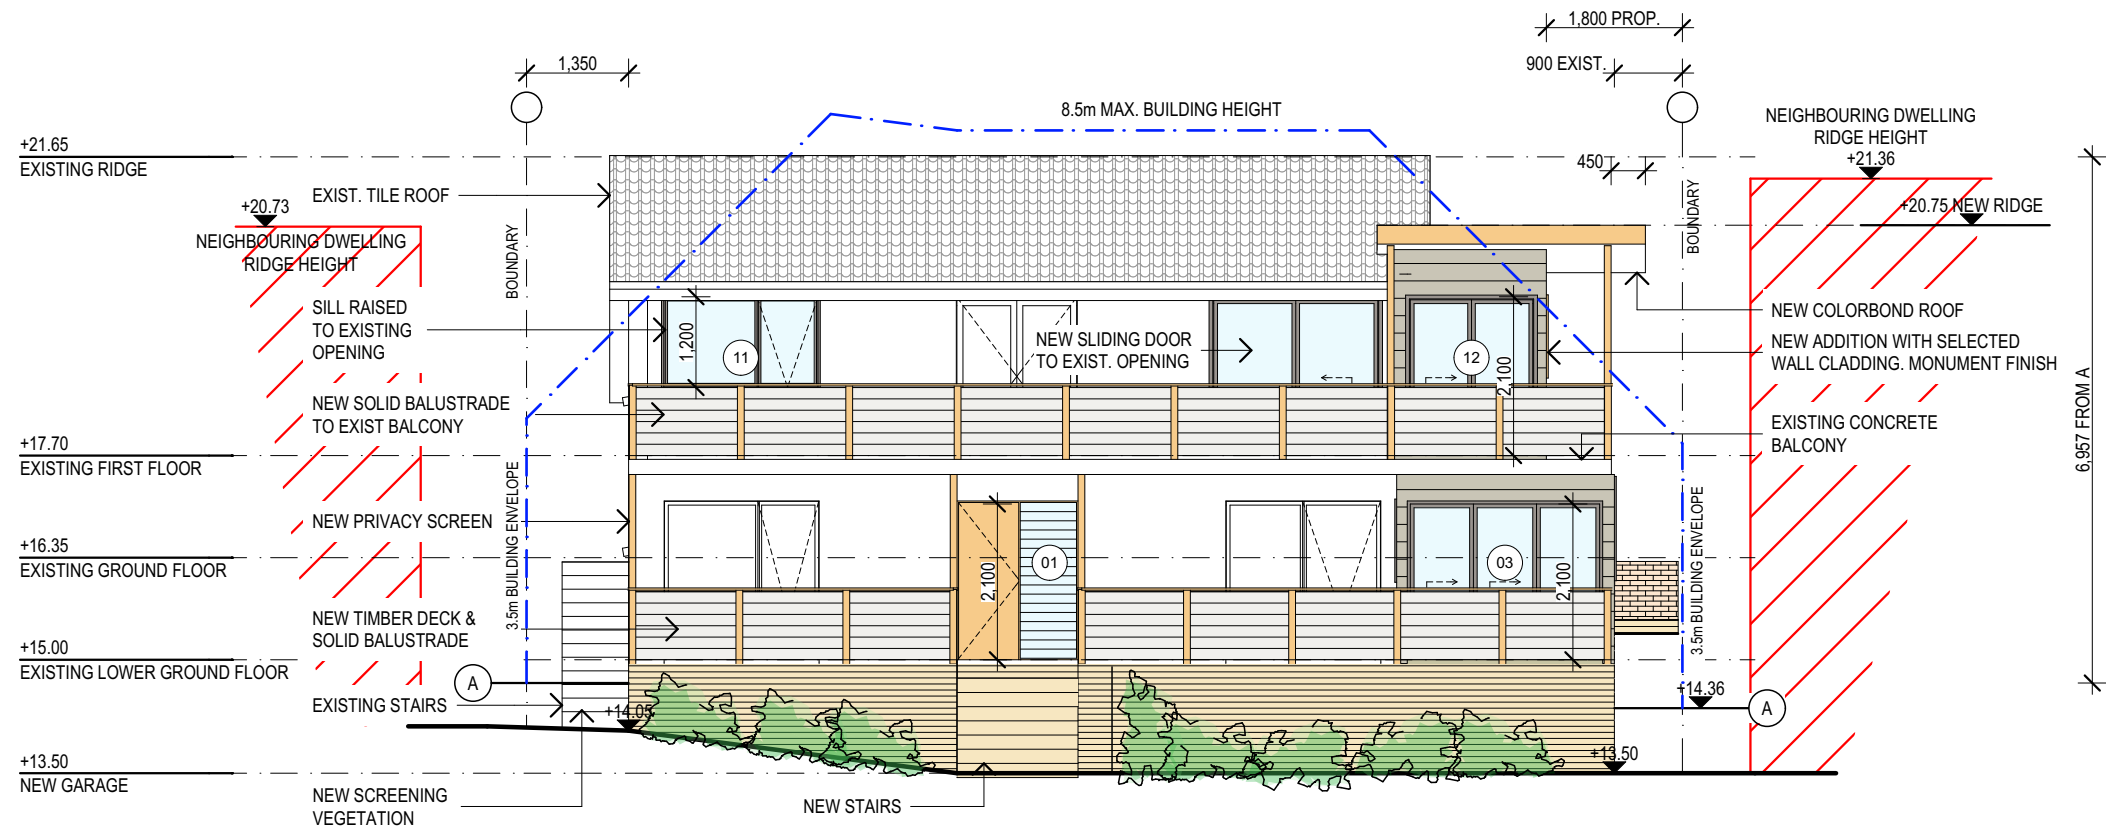 1,800 PROP.
1,350
900 EXIST.
8.5m MAX. BUILDING HEIGHT
NEIGHBOURING DWELLING
RIDGE HEIGHT
+21.36
+21.65
EXISTING RIDGE
450
EXIST. TILE ROOF
+20.73
NEIGHBOURING DWELLING
RIDGE HEIGHT
BOUNDARY
BOUNDARY
+20.75 NEW RIDGE
SILL RAISED
TO EXISTING
OPENING
1,200
11
NEW SLIDING DOOR
TO EXIST. OPENING
12
2,100
NEW COLORBOND ROOF
NEW ADDITION WITH SELECTED
WALL CLADDING. MONUMENT FINISH
NEW SOLID BALUSTRADE
TO EXIST BALCONY
EXISTING CONCRETE
BALCONY
6,957 FROM A
+17.70
EXISTING FIRST FLOOR
NEW PRIVACY SCREEN
3.5m BUILDING ENVELOPE
3.5m BUILDING ENVELOPE
+16.35
EXISTING GROUND FLOOR
2,100
01
03
2,100
NEW TIMBER DECK &
SOLID BALUSTRADE
+15.00
EXISTING LOWER GROUND FLOOR
A
EXISTING STAIRS
+14.05
+14.36
A
+13.50
NEW GARAGE
+13.50
NEW SCREENING
VEGETATION
NEW STAIRS